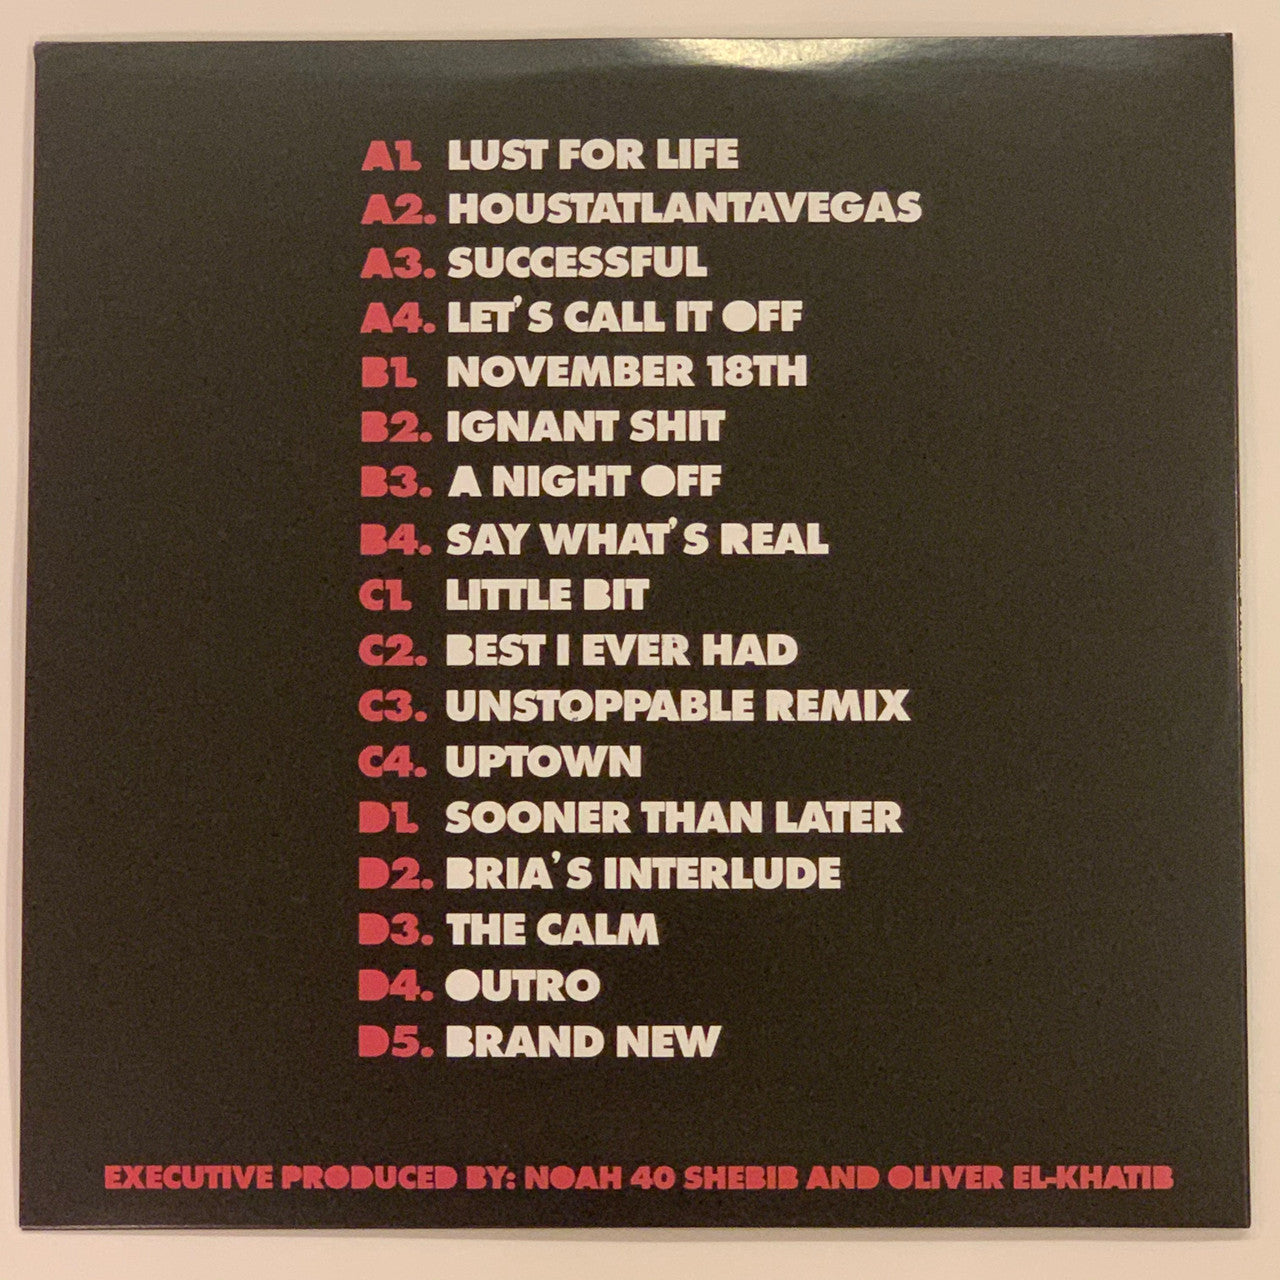 A1. LUST FOR LIFE
A2. HOUSTATLANTAVEGAS
A3. SUCCESSFUL
A4. LET'S CALL IT OFF
B1. NOVEMBER 18TH
B2. IGNANT SHIT
B3. A NIGHT OFF
B4. SAY WHAT'S REAL
C1. LITTLE BIT
C2. BEST I EVER HAD
C3. UNSTOPPABLE REMIX
C4. UPTOWN
D1. SOONER THAN LATER
D2. BRIA'S INTERLUDE
D3. THE CALM
D4. OUTRO
D5. BRAND NEW
EXECUTIVE PRODUCED BY: NOAH 40 SHEBIB AND OLIVER EL-KHATIB